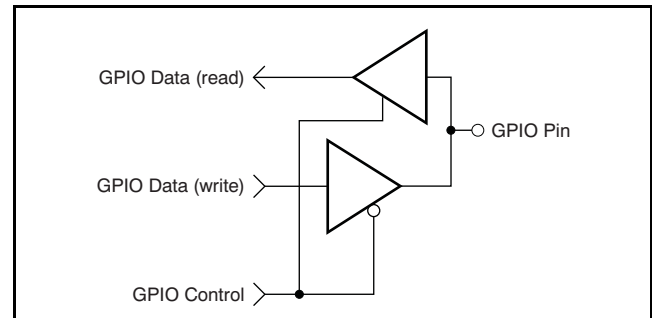 GPIO Data (read)
GPIO Pin
GPIO Data (write)
GPIO Control